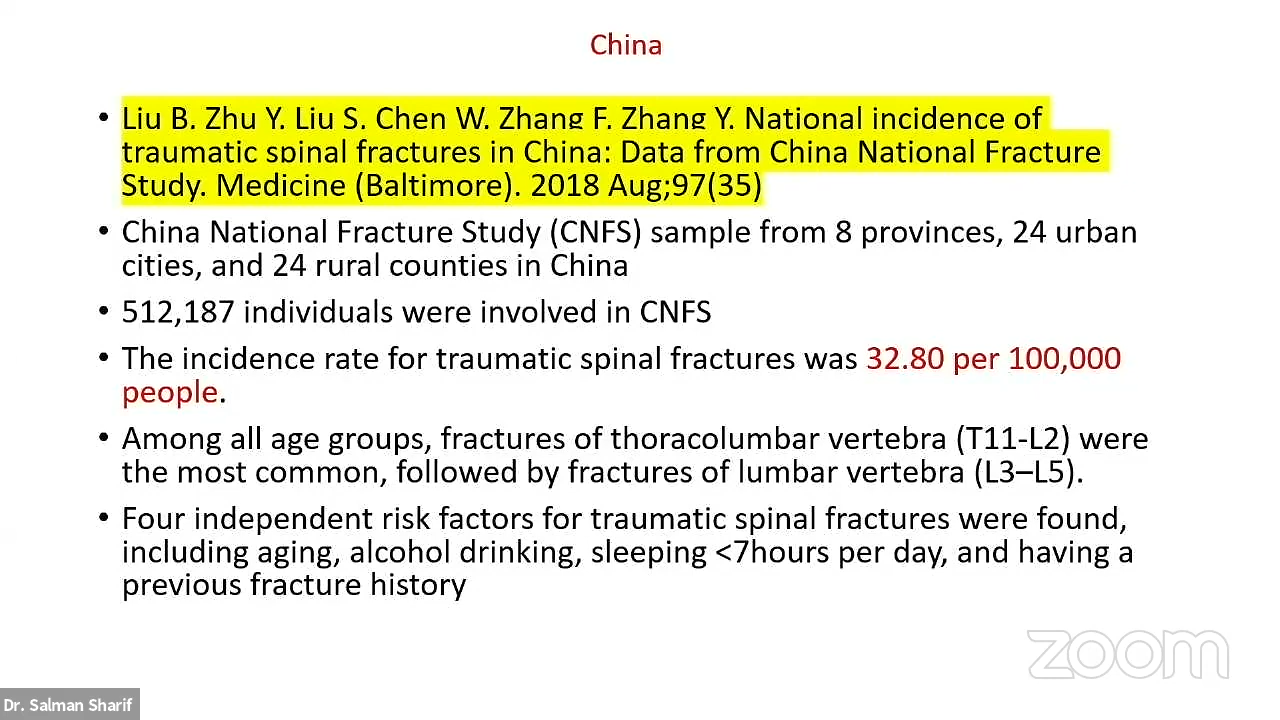 China
• Liu B, Zhu Y, Liu S, Chen W, Zhang F, Zhang Y. National incidence of
traumatic spinal fractures in China: Data from China National Fracture
Study. Medicine (Baltimore). 2018 Aug;97(35)
• China National Fracture Study (CNFS) sample from 8 provinces, 24 urban
cities, and 24 rural counties in China
• 512,187 individuals were involved in CNFS
• The incidence rate for traumatic spinal fractures was 32.80 per 100,000
people.
• Among all age groups, fractures of thoracolumbar vertebra (T11-L2) were
the most common, followed by fractures of lumbar vertebra (L3–L5).
• Four independent risk factors for traumatic spinal fractures were found,
including aging, alcohol drinking, sleeping <7hours per day, and having a
previous fracture history
zoom
Dr. Salman Sharif